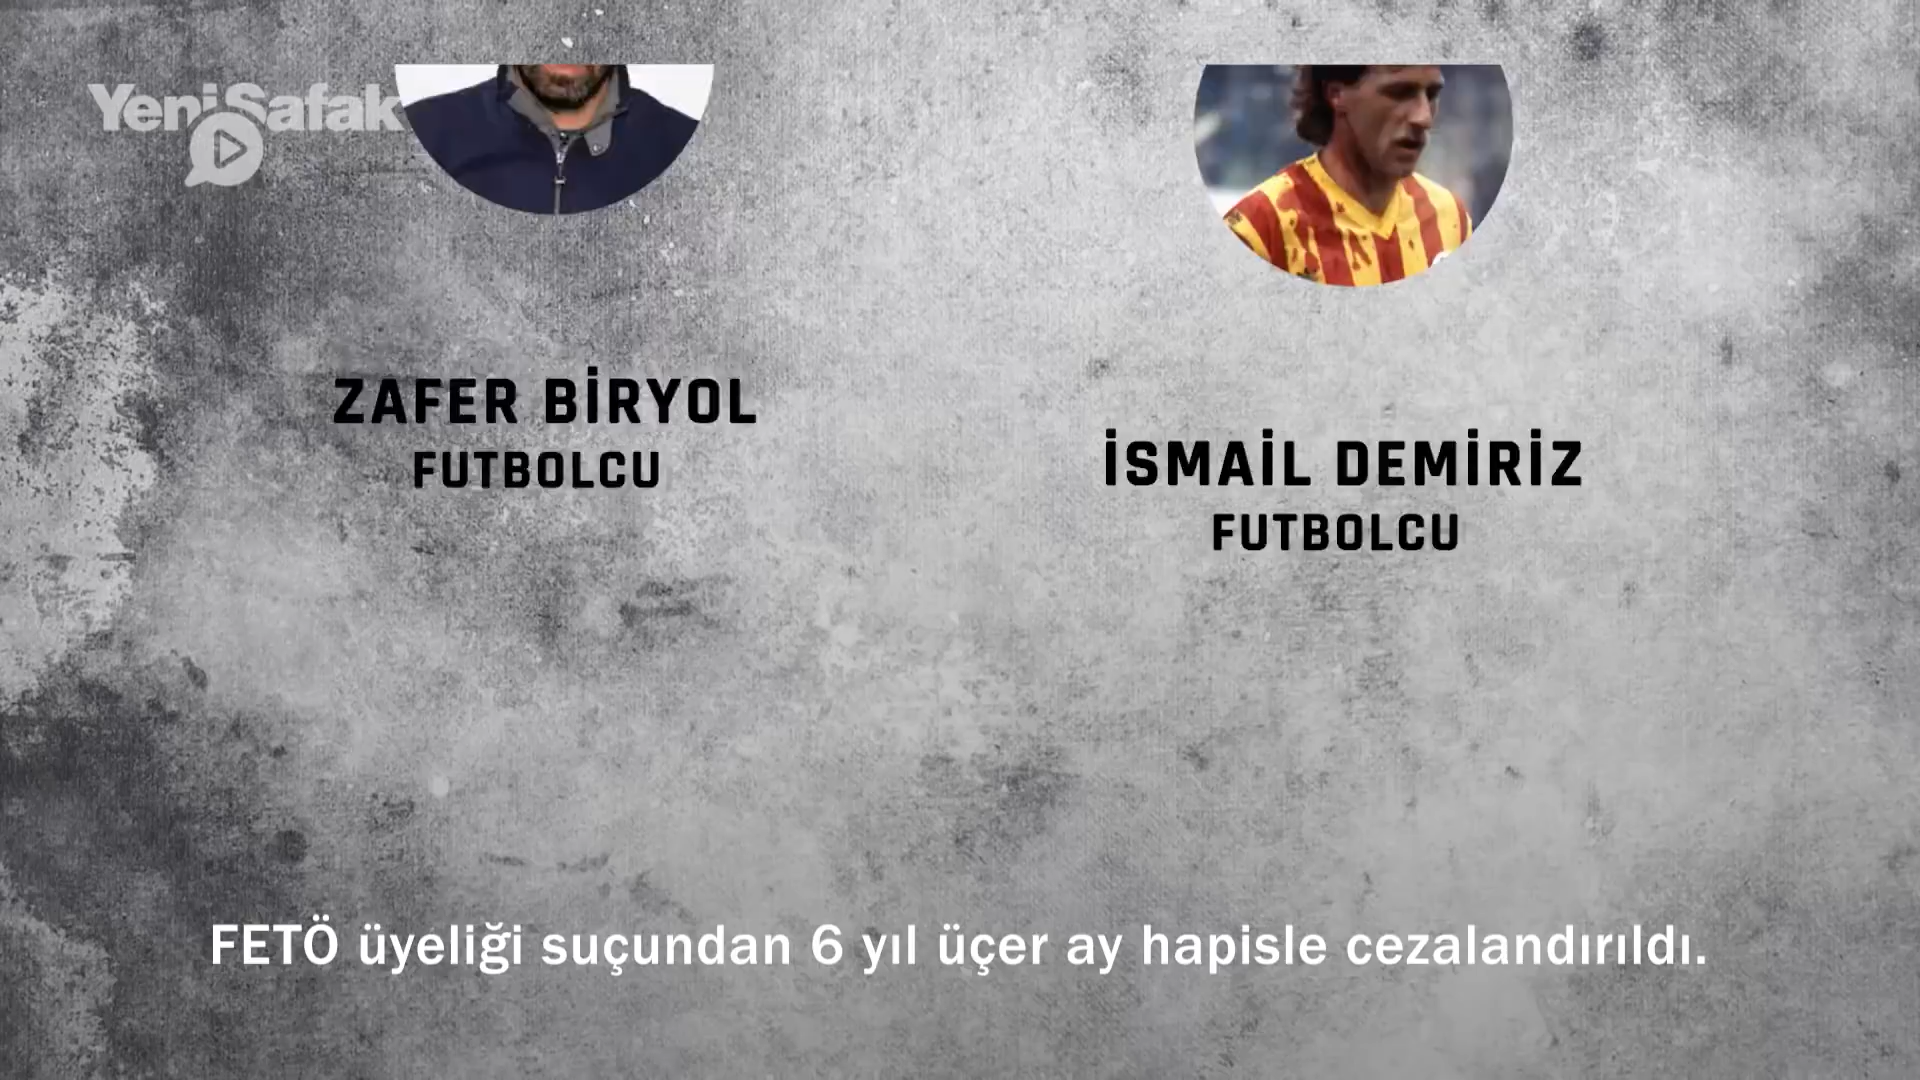 Yeni Şafak
ZAFER BİRYOL
FUTBOLCU
İSMAİL DEMİRİZ
FUTBOLCU
FETÖ üyeliği suçundan 6 yıl üçer ay hapisle cezalandırıldı.